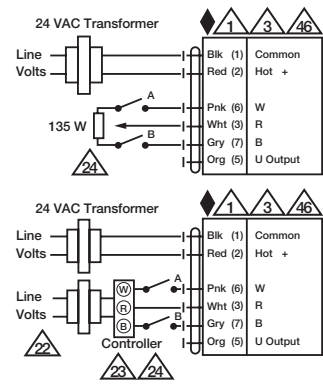 24 VAC Transformer
1 3 46
Line
Volts
Blk (1) Common
Red (2) Hot +
A
Pnk (6) W
135 W
Wht (3) R
B
Gry (7) B
Org (5) U Output
24
24 VAC Transformer
1 3 46
Line
Volts
Blk (1) Common
Red (2) Hot +
A
Line
Volts
W
Pnk (6) W
R
Wht (3) R
B
B
Gry (7) B
Org (5) U Output
Controller
22
23 24